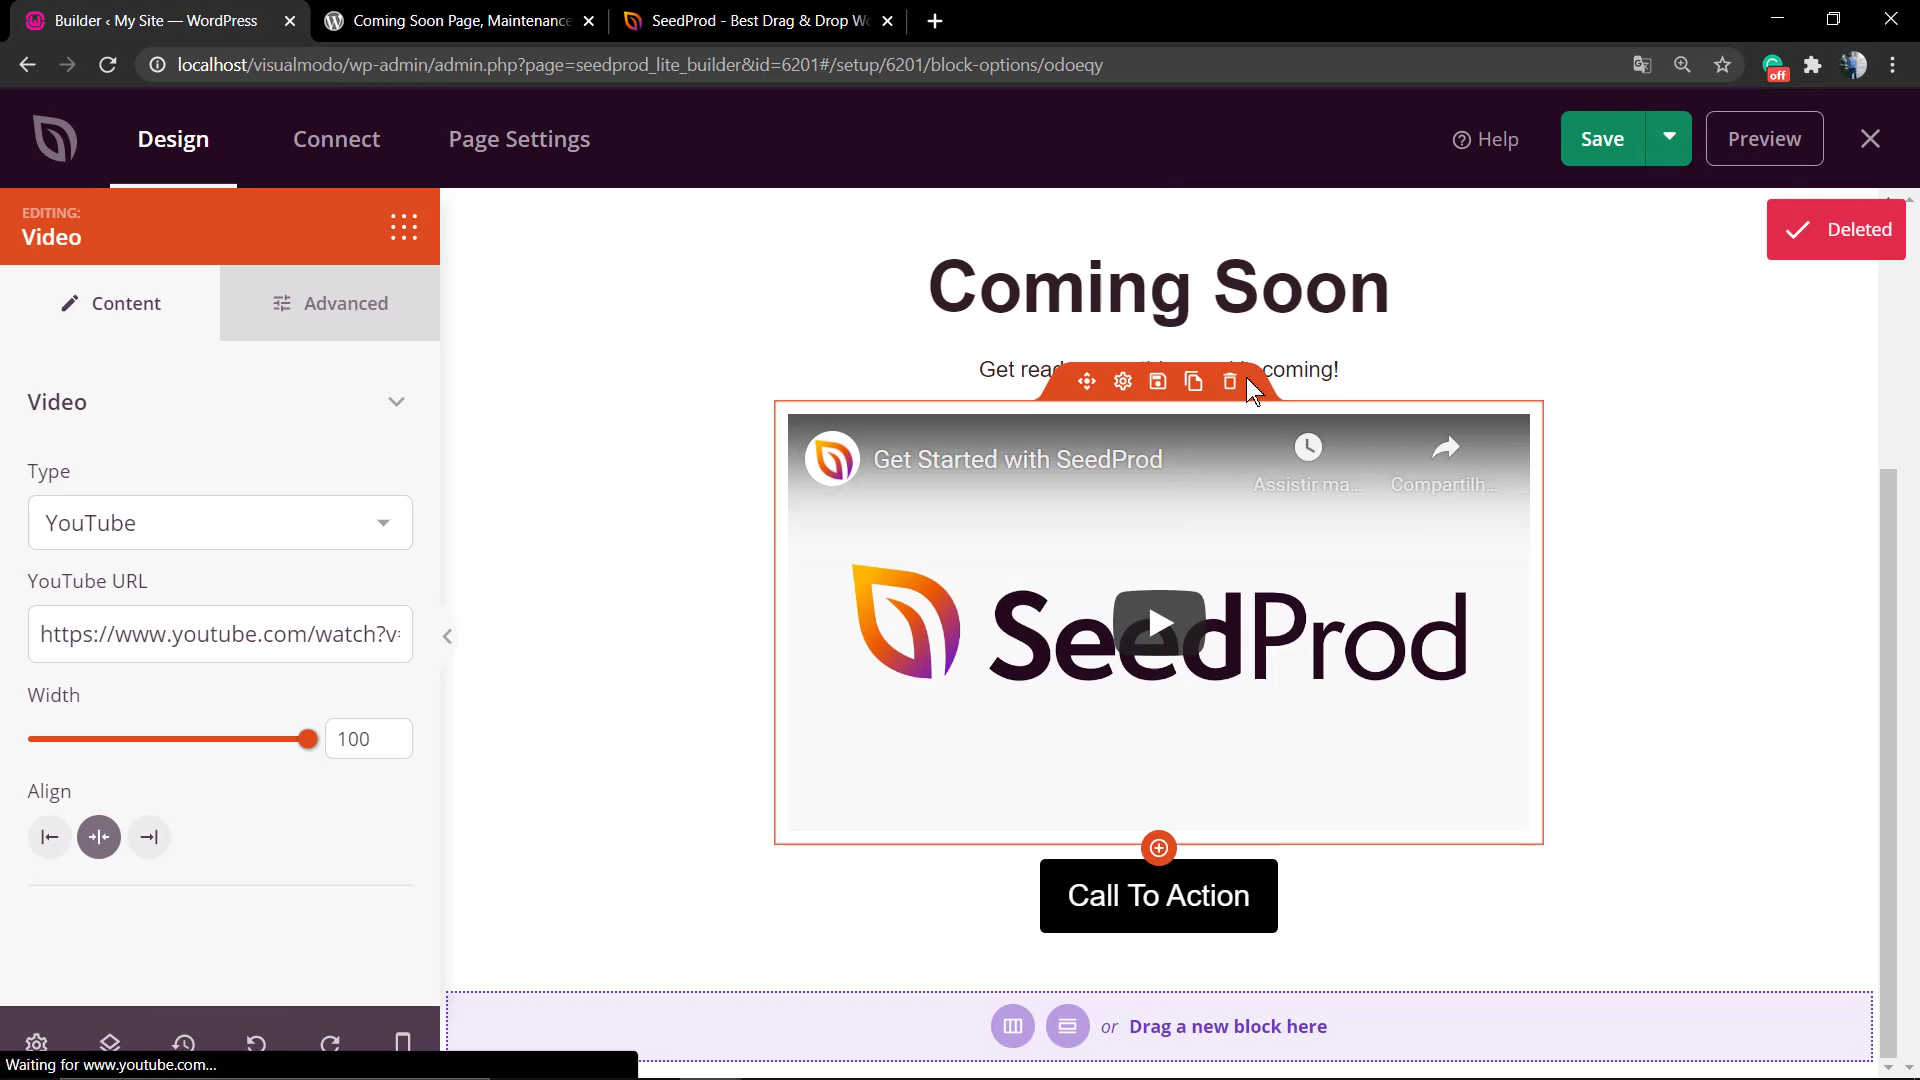 Builder ‹ My Site — WordPress
Coming Soon Page, Maintenance
SeedProd - Best Drag & Drop Wo
localhost/visualmodo/wp-admin/admin.php?page=seedprod_lite_builder&id=6201#/setup/6201/block-options/odoeqy
off
Design
Connect
Page Settings
Help
Save
Preview
EDITING:
Video
Deleted
Content
Advanced
Coming Soon
Get coming!
Video
Type
YouTube
YouTube URL
https://www.youtube.com/watch?v=
Width
100
Align
Get Started with SeedProd
Assistir ma...
Compartilh...
SeedProd
Call To Action
or Drag a new block here
Waiting for www.youtube.com...